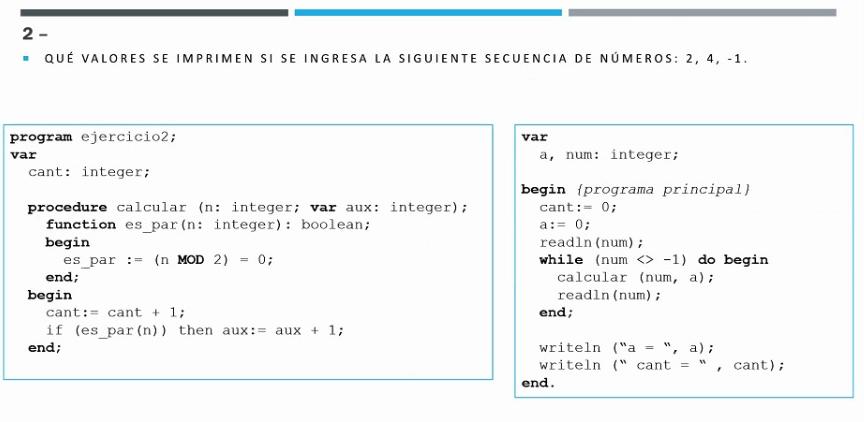 2 –
▪ QUÉ VALORES SE IMPRIMEN SI SE INGRESA LA SIGUIENTE SECUENCIA DE NÚMEROS: 2, 4, -1.
program ejercicio2;
var
  cant: integer;

  procedure calcular (n: integer; var aux: integer);
    function es_par(n: integer): boolean;
    begin
      es_par := (n MOD 2) = 0;
    end;
  begin
    cant:= cant + 1;
    if (es_par(n)) then aux:= aux + 1;
  end;
var
  a, num: integer;

begin {programa principal}
  cant:= 0;
  a:= 0;
  readln(num);
  while (num <> -1) do begin
    calcular (num, a);
    readln(num);
  end;

  writeln (“a = “, a);
  writeln (“ cant = “ , cant);
end.